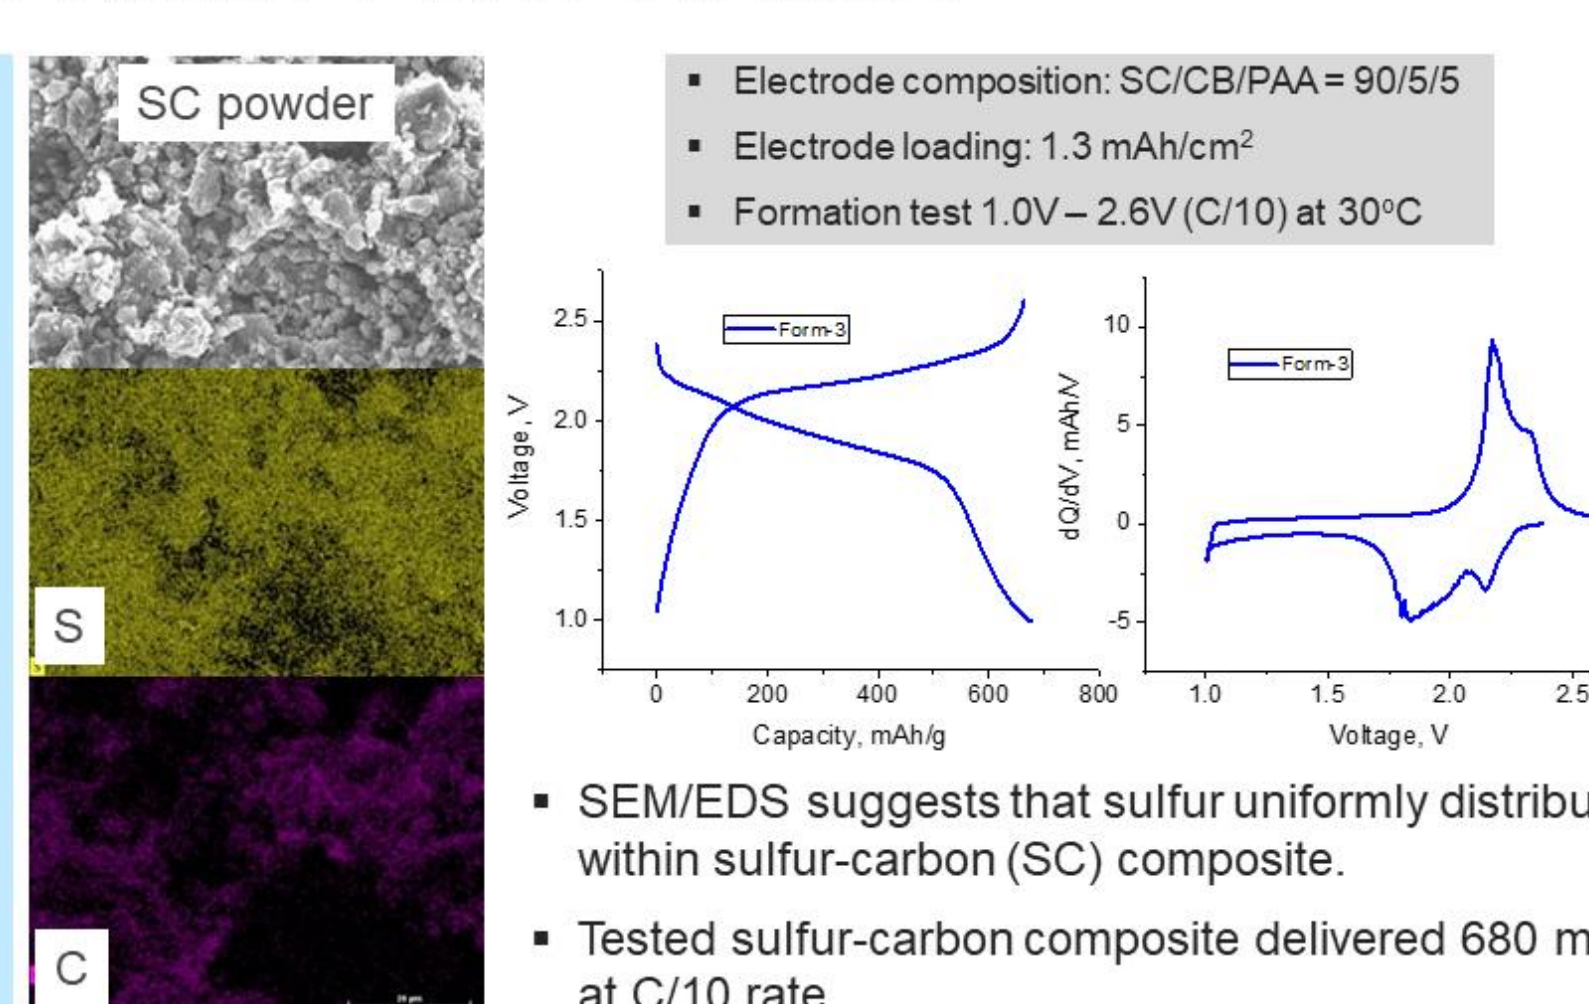 SC powder
S
C
▪ Electrode composition: SC/CB/PAA = 90/5/5
▪ Electrode loading: 1.3 mAh/cm²
▪ Formation test 1.0V – 2.6V (C/10) at 30°C
Form-3
2.5
2.0
1.5
1.0
Voltage, V
0 200 400 600 800
Capacity, mAh/g
Form-3
10
5
0
-5
dQ/dV, mAh/V
1.0 1.5 2.0 2.5
Voltage, V
▪ SEM/EDS suggests that sulfur uniformly distribu
within sulfur-carbon (SC) composite.
▪ Tested sulfur-carbon composite delivered 680 m
at C/10 rate